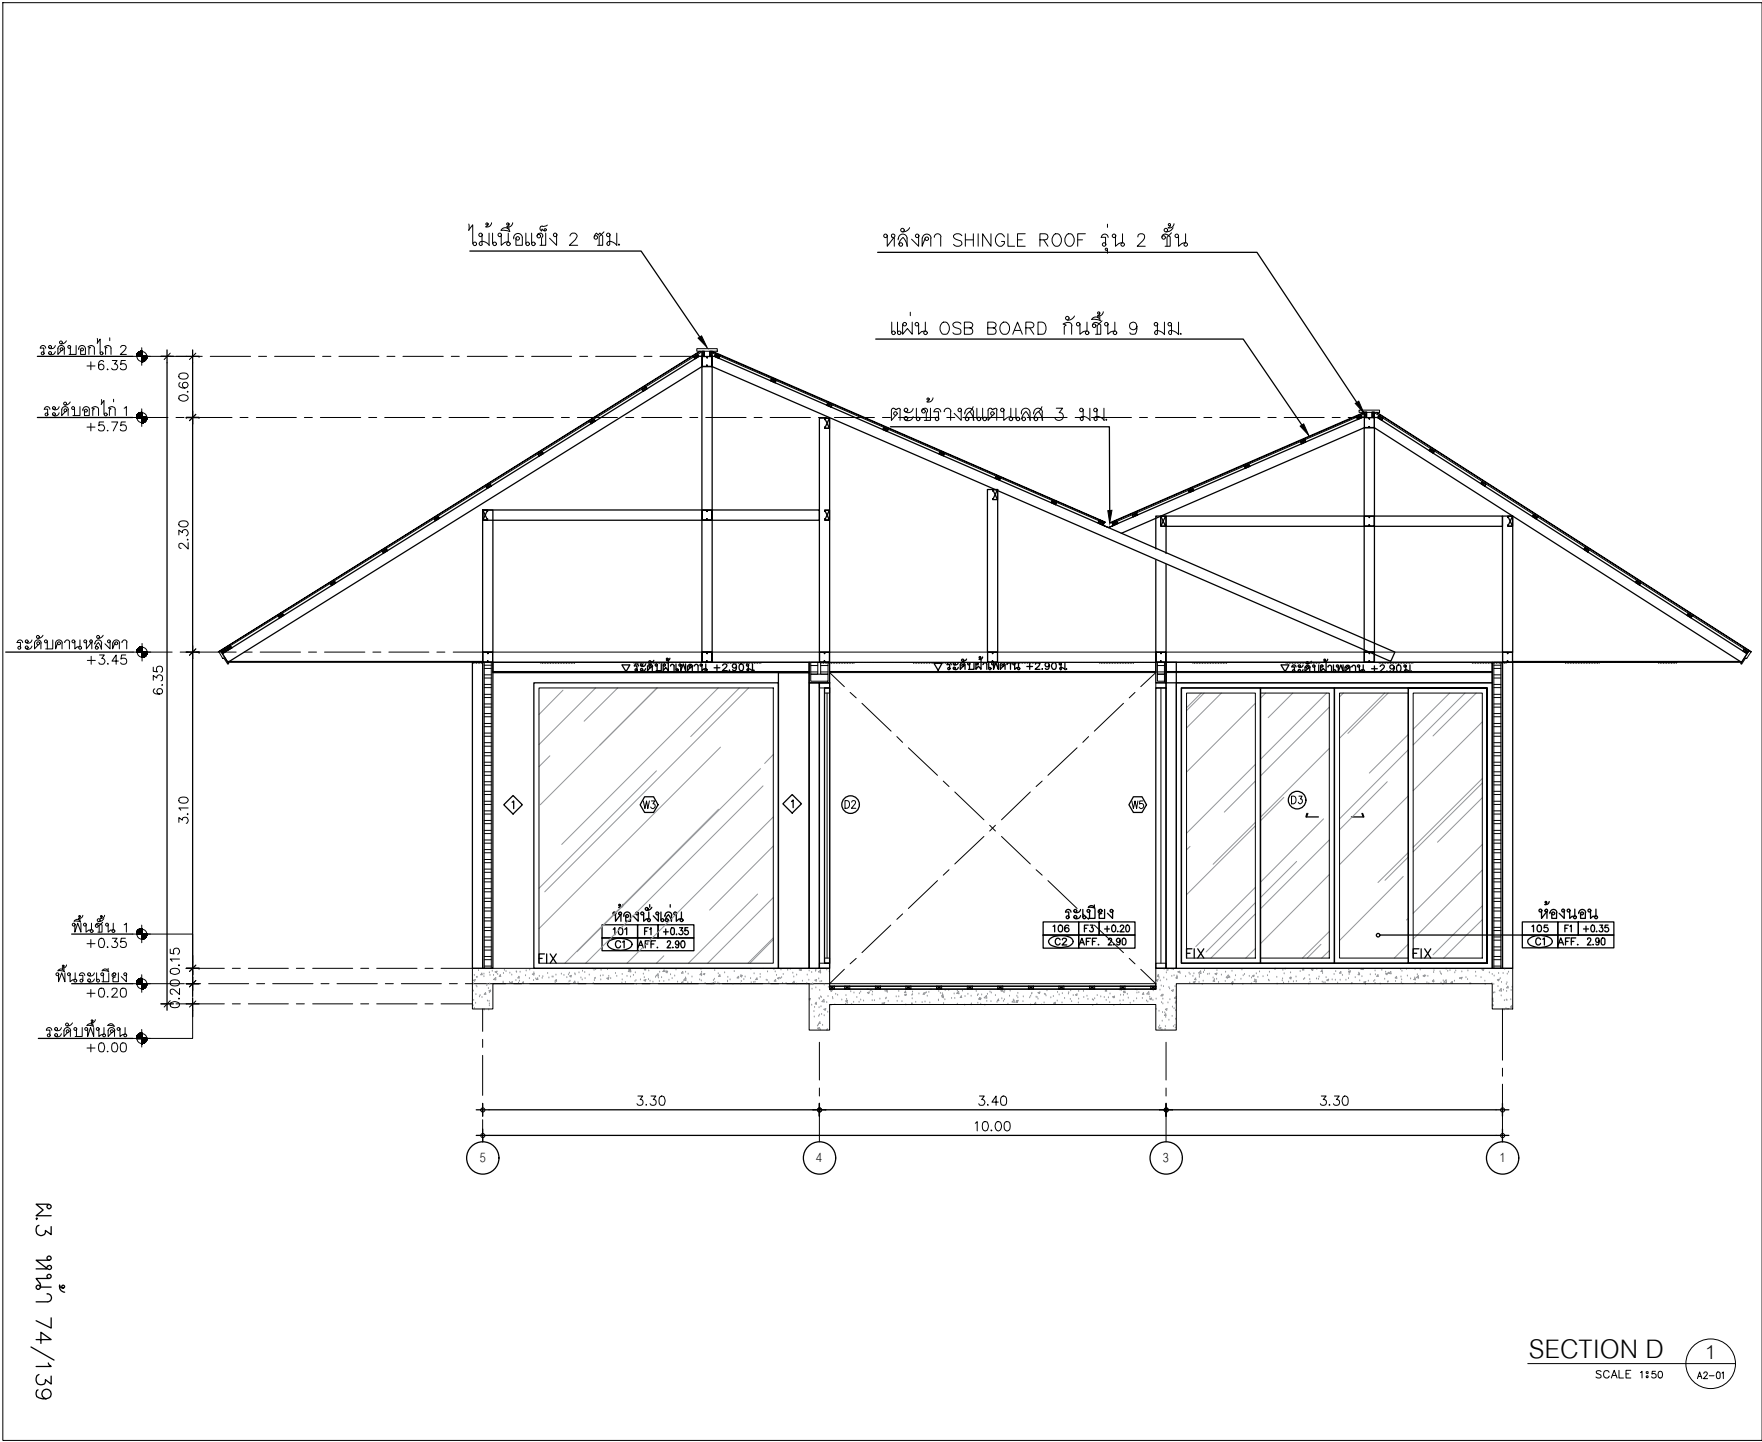 ไม้เนื้อแข็ง 2 ซม.
หลังคา SHINGLE ROOF รุ่น 2 ชั้น
แผ่น OSB BOARD กันชื้น 9 มม.
ตะเข้รางสแตนเลส 3 มม.
ระดับอกไก่ 2
+6.35
ระดับอกไก่ 1
+5.75
ระดับคานหลังคา
+3.45
พื้นชั้น 1
+0.35
พื้นระเบียง
+0.20
ระดับพื้นดิน
+0.00
0.60
2.30
3.10
0.15
0.20
6.35
ระดับฝ้าเพดาน +2.90ม.
ระดับฝ้าเพดาน +2.90ม.
ระดับฝ้าเพดาน +2.90ม.
1
W3
1
D2
W5
D3
ห้องนั่งเล่น
101 F1 +0.35
C1 AFF. 2.90
FIX
ระเบียง
106 F3 +0.20
C2 AFF. 2.90
FIX
FIX
ห้องนอน
105 F1 +0.35
C1 AFF. 2.90
3.30
3.40
3.30
10.00
5
4
3
1
ผ.3 หน้า 74/139
SECTION D
SCALE 1:50
1
A2-01